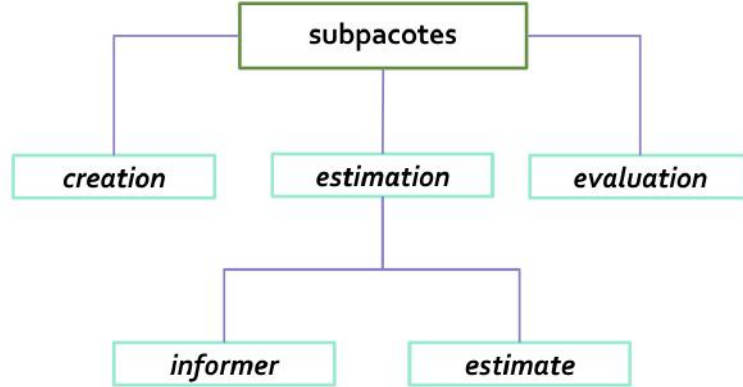 subpacotes
creation
estimation
evaluation
informer
estimate